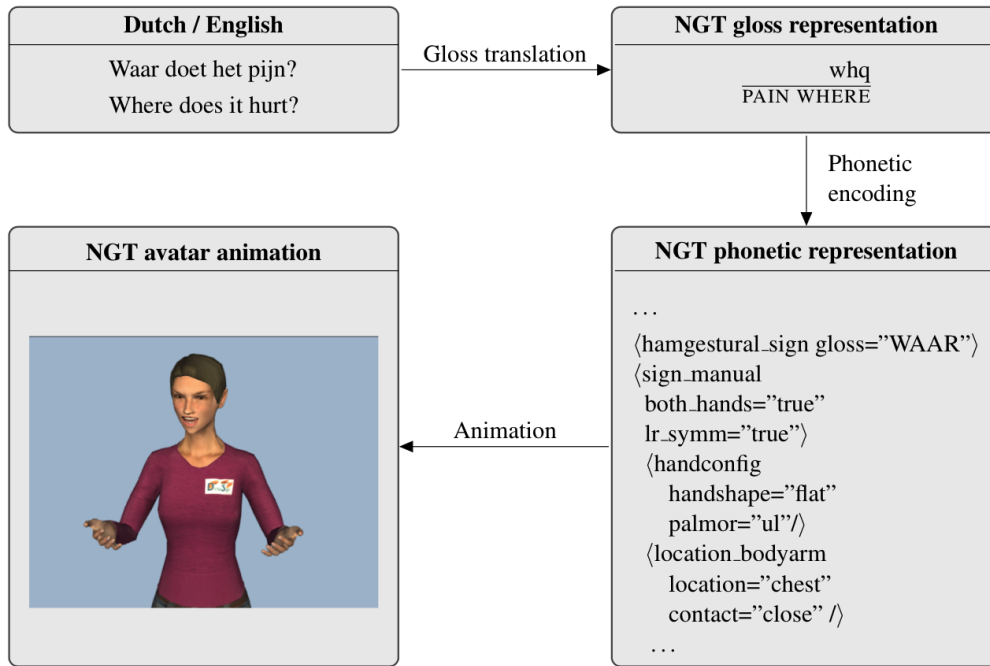 Dutch / English
Waar doet het pijn?
Where does it hurt?
Gloss translation
NGT gloss representation
whq
PAIN WHERE
Phonetic
encoding
NGT avatar animation
NGT phonetic representation
...
⟨hamgestural_sign gloss=”WAAR”⟩
⟨sign_manual
both_hands=”true”
lr_symm=”true”⟩
⟨handconfig
handshape=”flat”
palmor=”ul”/⟩
⟨location_bodyarm
location=”chest”
contact=”close” /⟩
...
Animation